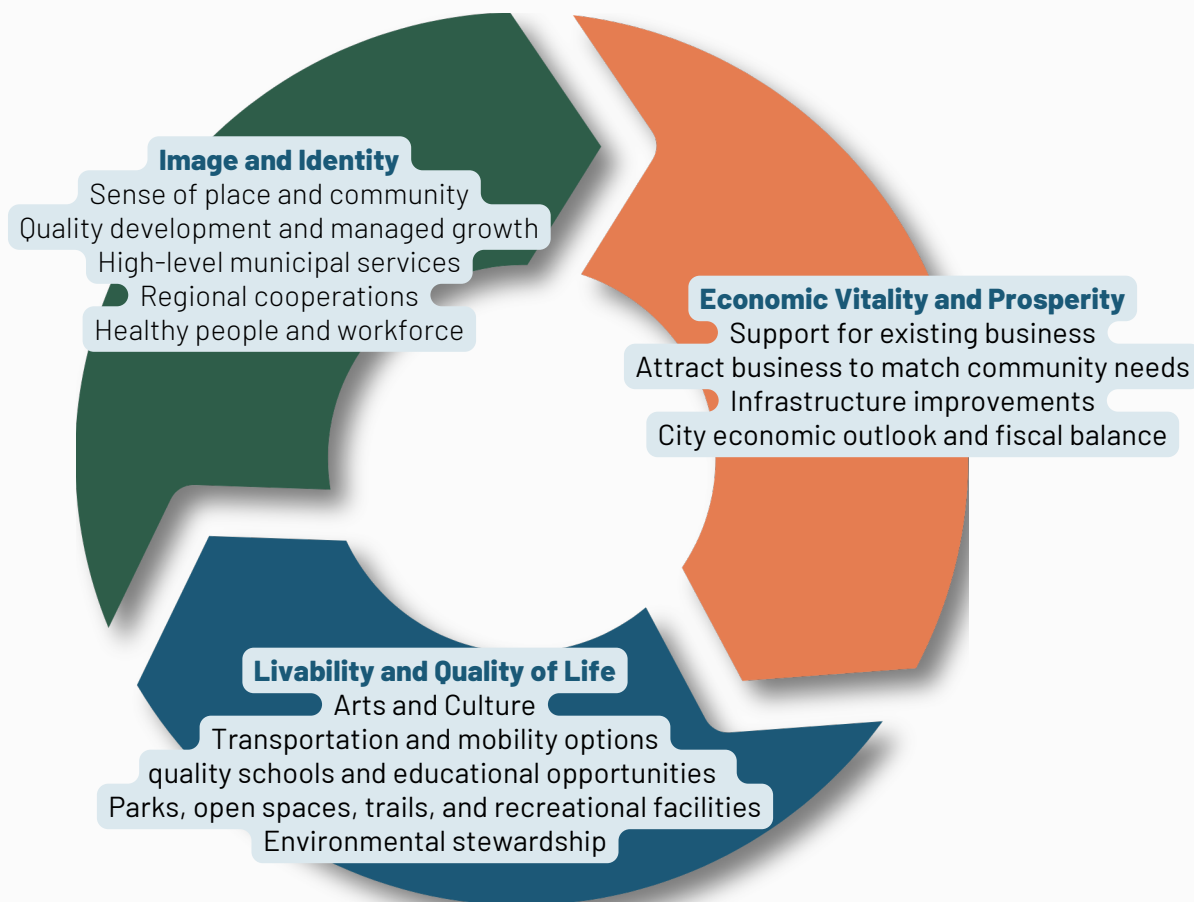 Image and Identity
Sense of place and community
Quality development and managed growth
High-level municipal services
Regional cooperations
Healthy people and workforce
Economic Vitality and Prosperity
Support for existing business
Attract business to match community needs
Infrastructure improvements
City economic outlook and fiscal balance
Livability and Quality of Life
Arts and Culture
Transportation and mobility options
quality schools and educational opportunities
Parks, open spaces, trails, and recreational facilities
Environmental stewardship